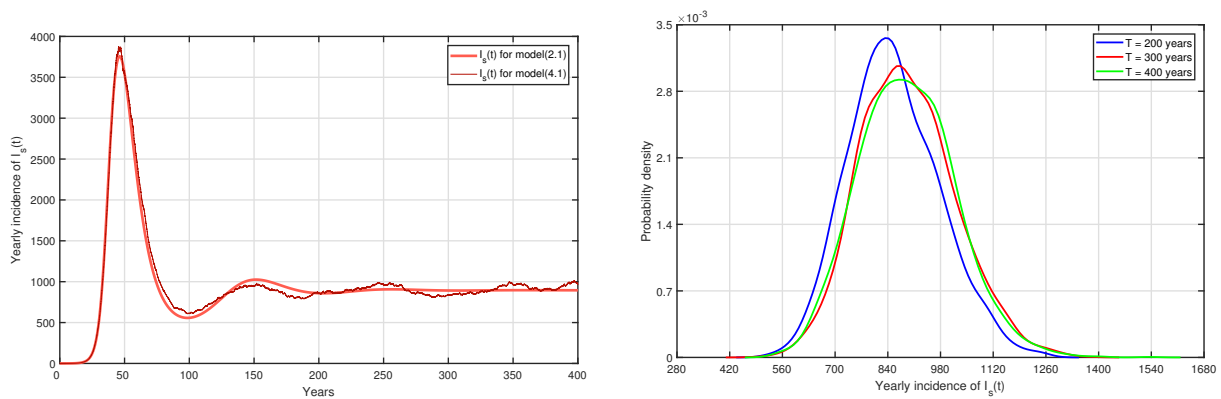 4000
3500
3000
2500
2000
1500
1000
500
0
Yearly incidence of I_s(t)
0 50 100 150 200 250 300 350 400
Years
I_s(t) for model(2.1)
I_s(t) for model(4.1)
×10^-3
3.5
2.8
2.1
1.4
0.7
0
Probability density
280 420 560 700 840 980 1120 1260 1400 1540 1680
Yearly incidence of I_s(t)
T = 200 years
T = 300 years
T = 400 years